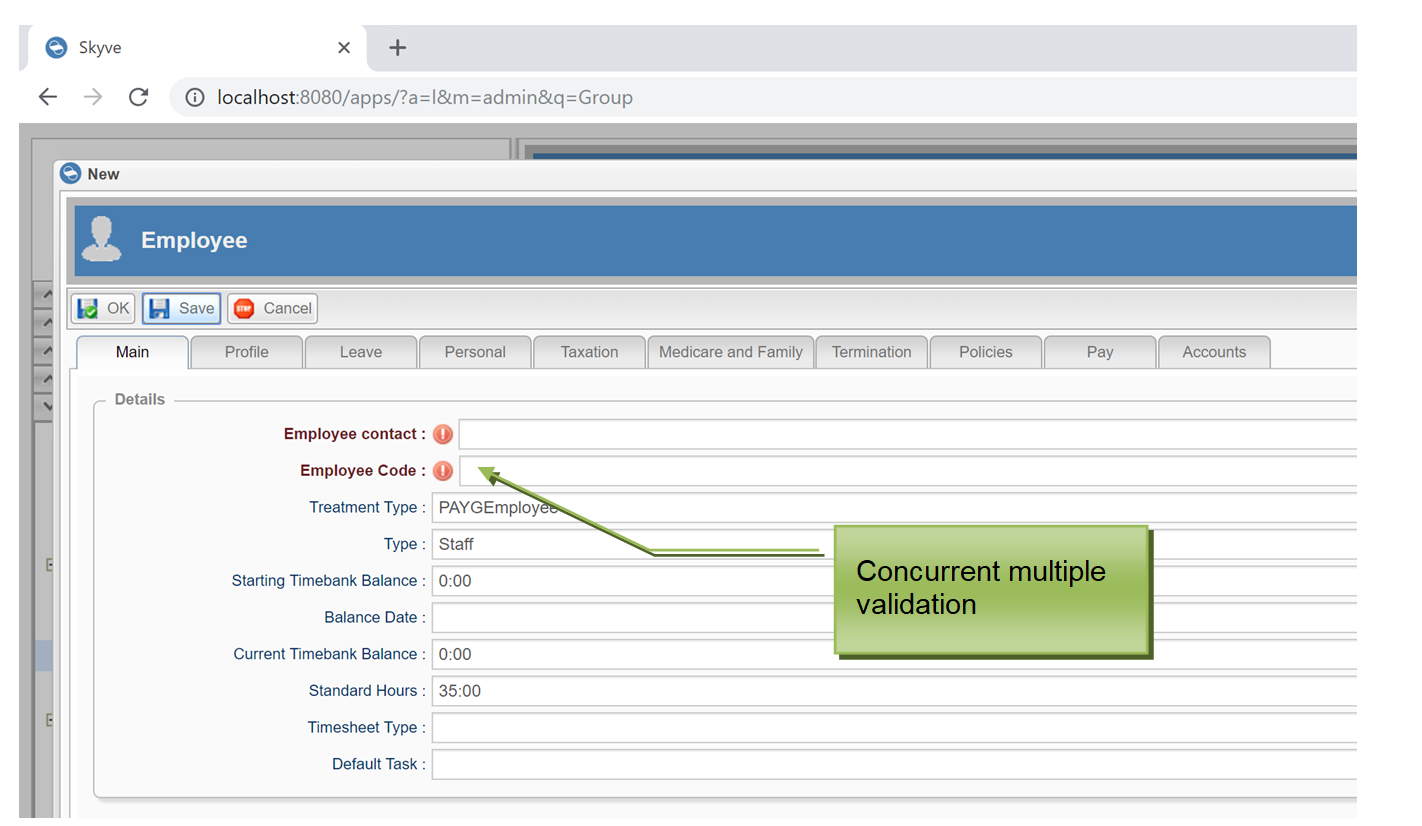 Skyve
localhost:8080/apps/?a=l&m=admin&q=Group
New
Employee
OK Save STOP Cancel
Main Profile Leave Personal Taxation Medicare and Family Termination Policies Pay Accounts
Details
Employee contact :
Employee Code :
Treatment Type : PAYGEmployee
Type : Staff
Starting Timebank Balance : 0:00
Balance Date :
Current Timebank Balance : 0:00
Standard Hours : 35:00
Timesheet Type :
Default Task :
Concurrent multiple
validation